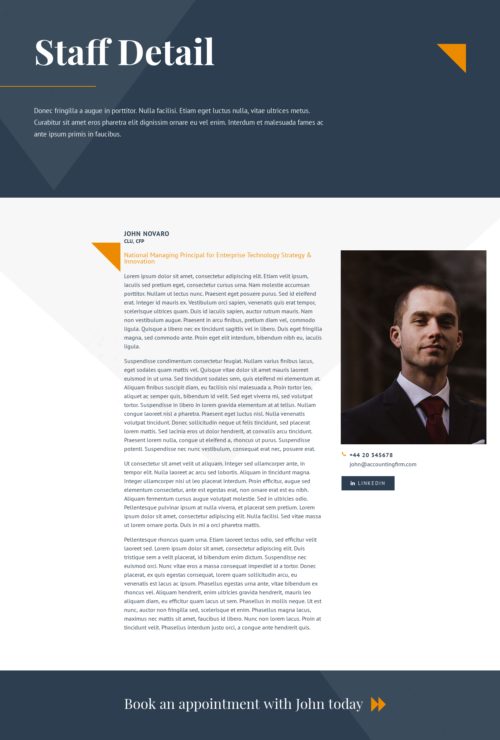 Staff Detail
Donec fringilla a augue in porttitor. Nulla facilisi. Etiam eget luctus nulla, vitae ultrices metus.
Curabitur sit amet eros pharetra elit dignissim ornare eu vel enim. Interdum et malesuada fames ac
ante ipsum primis in faucibus.
JOHN NOVARO
CLU, CFP
National Managing Principal for Enterprise Technology Strategy &
Innovation
Lorem ipsum dolor sit amet, consectetur adipiscing elit. Etiam velit ipsum,
iaculis sed pretium eget, consectetur cursus urna. Nam molestie accumsan
porttitor. Nullam ut lectus nunc. Praesent eget posuere purus. Sed id eleifend
erat. Integer id mauris ex. Vestibulum orci sapien, venenatis quis erat tempor,
scelerisque ultrices quam. Duis id iaculis sapien, auctor rutrum mauris. Nam
non vestibulum augue. Praesent in arcu finibus, pretium diam vel, commodo
ligula. Quisque a libero nec ex tincidunt sagittis vel in libero. Duis eget fringilla
magna, sed commodo ante. Proin eget elit interdum, bibendum nibh eu, iaculis
ligula.
Suspendisse condimentum consectetur feugiat. Nullam varius finibus lacus,
eget sodales quam mattis vel. Quisque vitae dolor sit amet mauris laoreet
euismod in ut urna. Sed tincidunt sodales sem, quis eleifend mi elementum at.
Aliquam finibus suscipit diam, eu facilisis nisi malesuada a. Proin tortor leo,
aliquet ac semper quis, bibendum id velit. Sed eget viverra mi, sed volutpat
tortor. Suspendisse in libero in lorem gravida elementum at at tellus. Nullam
congue laoreet nisl a pharetra. Praesent eget luctus nisl. Nulla venenatis
volutpat tincidunt. Donec sollicitudin neque ut felis tincidunt, sed placerat
lorem mattis. Sed lacinia eros ut dolor hendrerit, at convallis arcu tincidunt.
Praesent lorem nulla, congue ut eleifend a, rhoncus ut purus. Suspendisse
potenti. Suspendisse nec nunc vestibulum, consequat erat nec, posuere erat.
Ut consectetur sit amet velit ut aliquam. Integer sed ullamcorper ante, in
tempor elit. Nulla laoreet ac arcu sed lobortis. Aliquam in tincidunt magna.
Integer ullamcorper nisi ut leo placerat interdum. Proin efficitur, augue sed
elementum consectetur, ante est egestas erat, non ornare erat est eu nibh.
Aliquam fermentum cursus augue volutpat molestie. Sed in ultricies odio.
Pellentesque pulvinar ipsum at nulla viverra, et placerat sem bibendum. Proin
lorem justo, blandit nec volutpat sed, scelerisque et nisl. Nulla facilisi. Sed vitae massa
ut lorem ornare porta. Duis in mi a orci pharetra mattis.
Pellentesque rhoncus quam urna. Etiam laoreet lectus odio, sed efficitur velit
laoreet sed. Lorem ipsum dolor sit amet, consectetur adipiscing elit. Duis
tristique sem a velit placerat, id bibendum enim dictum. Suspendisse nec
euismod orci. Nunc vitae eros a massa consequat imperdiet id a tortor. Donec
placerat, ex quis egestas consequat, lorem quam sollicitudin arcu, eu
venenatis est lacus ac ipsum. Phasellus egestas urna ante, vitae bibendum ex
rhoncus vel. Aliquam hendrerit, enim ultricies gravida hendrerit, mauris leo
aliquam diam, eu efficitur quam lacus ut sem. Phasellus in mollis neque. Ut est
nunc, auctor non fringilla sed, scelerisque et enim. Phasellus magna lacus,
maximus nec mattis sit amet, faucibus id libero. Nunc non lorem lacus. Proin at
tincidunt velit. Phasellus interdum justo orci, a congue ante hendrerit quis.
+44 20 545678
john@accountingfirm.com
in LINKEDIN
Book an appointment with John today